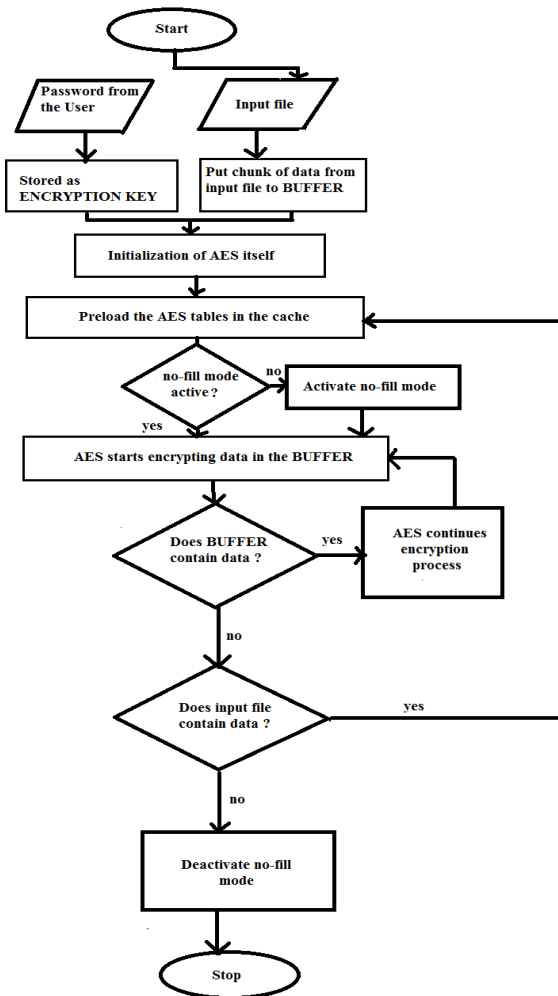 Start
Password from
the User
Input file
Stored as
ENCRYPTION KEY
Put chunk of data from
input file to BUFFER
Initialization of AES itself
Preload the AES tables in the cache
no-fill mode
active ?
no
Activate no-fill mode
yes
AES starts encrypting data in the BUFFER
Does BUFFER
contain data ?
yes
AES continues
encryption
process
no
Does input file
contain data ?
yes
no
Deactivate no-fill
mode
Stop